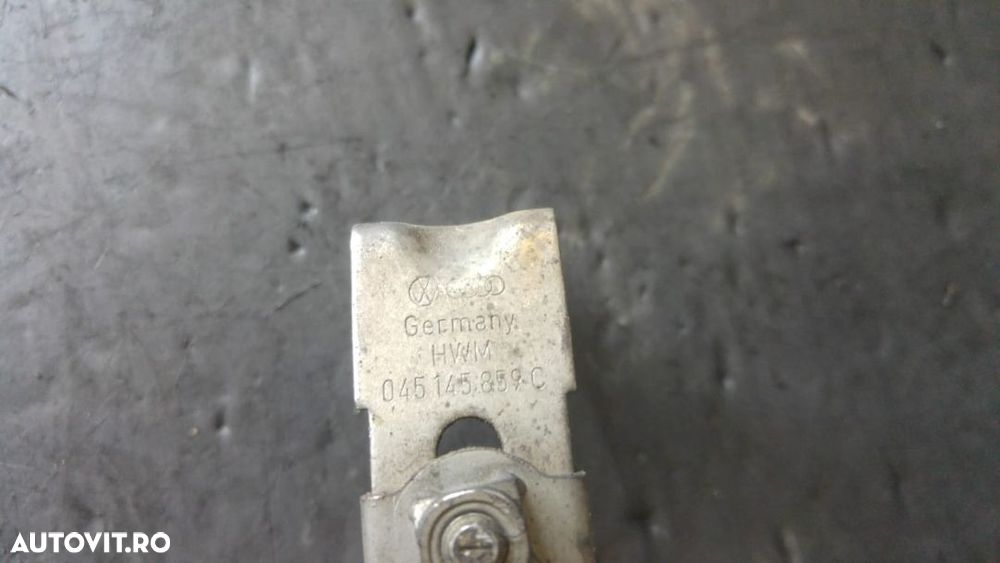 Germany
HWM
045 145 859 C
AUTOVIT.RO